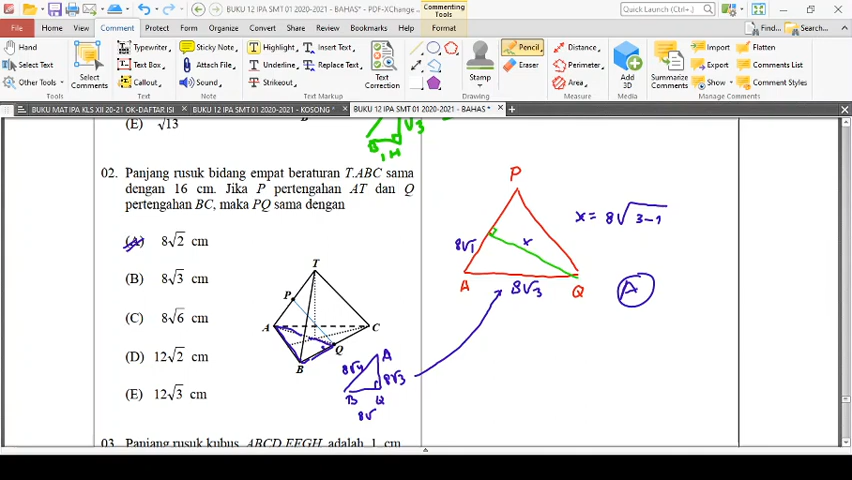 BUKU 12 IPA SMT 01 2020-2021 - BAHAS* - PDF-XChange
Commenting Tools
Quick Launch (Ctrl+.)
File
Home
View
Comment
Protect
Form
Organize
Convert
Share
Review
Bookmarks
Help
Format
Find...
Search...
Hand
Select Text
Other Tools
Select Comments
Typewriter
Text Box
Callout
Sticky Note
Attach File
Sound
Highlight
Underline
Strikeout
Insert Text
Replace Text
Text Correction
Pencil
Eraser
Stamp
Distance
Perimeter
Area
Add 3D
Summarize Comments
Import
Export
Show
Flatten
Comments List
Comment Styles
Tools
Comment
Text Markup
Drawing
Measure
Manage Comments
BUKU MAT IPA KLS XII 20-21 OK-DAFTAR ISI
BUKU 12 IPA SMT 01 2020-2021 - KOSONG *
BUKU 12 IPA SMT 01 2020-2021 - BAHAS *
(E) √13
B
√3
B 1 H
02. Panjang rusuk bidang empat beraturan T.ABC sama
dengan 16 cm. Jika P pertengahan AT dan Q
pertengahan BC, maka PQ sama dengan
(A) 8√2 cm
(B) 8√3 cm
(C) 8√6 cm
(D) 12√2 cm
(E) 12√3 cm
T
P
A
C
Q
B
8√4
A
8√3
B
Q
8√
P
8√1
x
A
8√3
Q
x = 8√3-1
A
03. Panjang rusuk kubus ABCD.EFGH adalah 1 cm